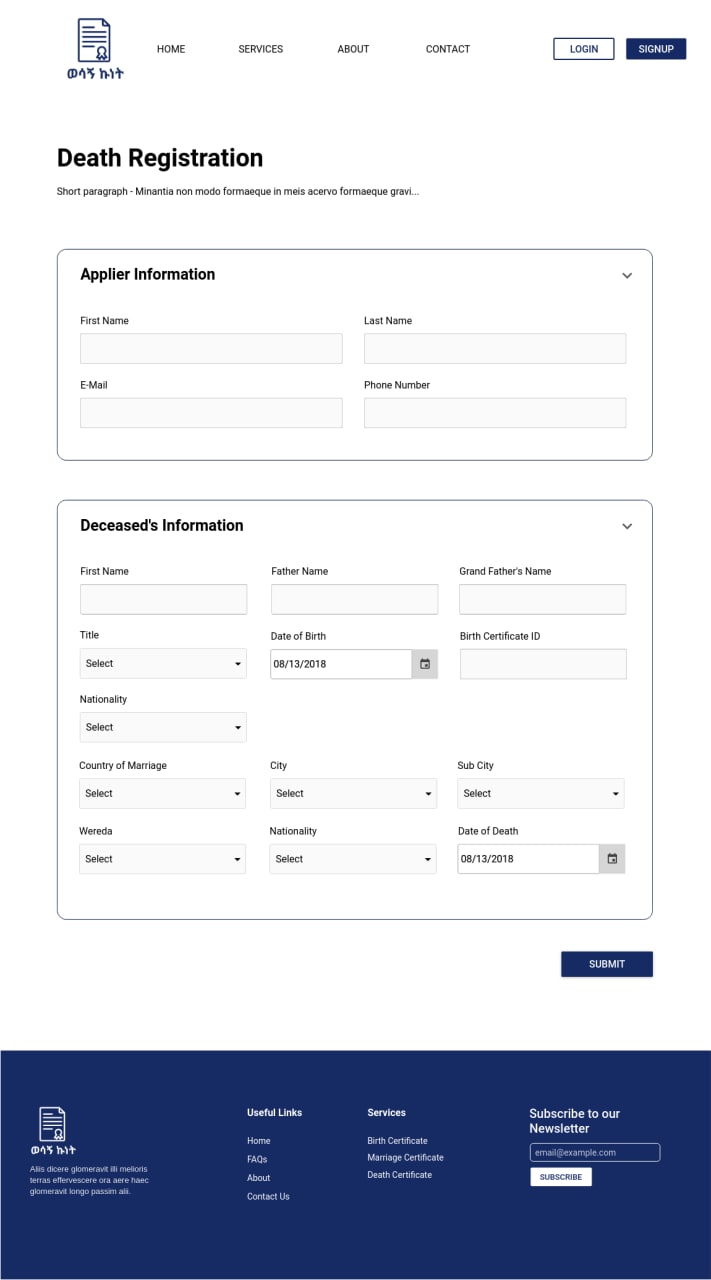 ወሳኝ ኩነት
HOME SERVICES ABOUT CONTACT LOGIN SIGNUP
Death Registration
Short paragraph - Minantia non modo formaeque in meis acervo formaeque gravi...
Applier Information
First Name Last Name
E-Mail Phone Number
Deceased's Information
First Name Father Name Grand Father's Name
Title Date of Birth Birth Certificate ID
Select 08/13/2018
Nationality
Select
Country of Marriage City Sub City
Select Select Select
Wereda Nationality Date of Death
Select Select 08/13/2018
SUBMIT
ወሳኝ ኩነት
Aliis dicere glomeravit illi melioris
terras effervescere ora aere haec
glomeravit longo passim alii.
Useful Links
Home
FAQs
About
Contact Us
Services
Birth Certificate
Marriage Certificate
Death Certificate
Subscribe to our
Newsletter
email@example.com
SUBSCRIBE